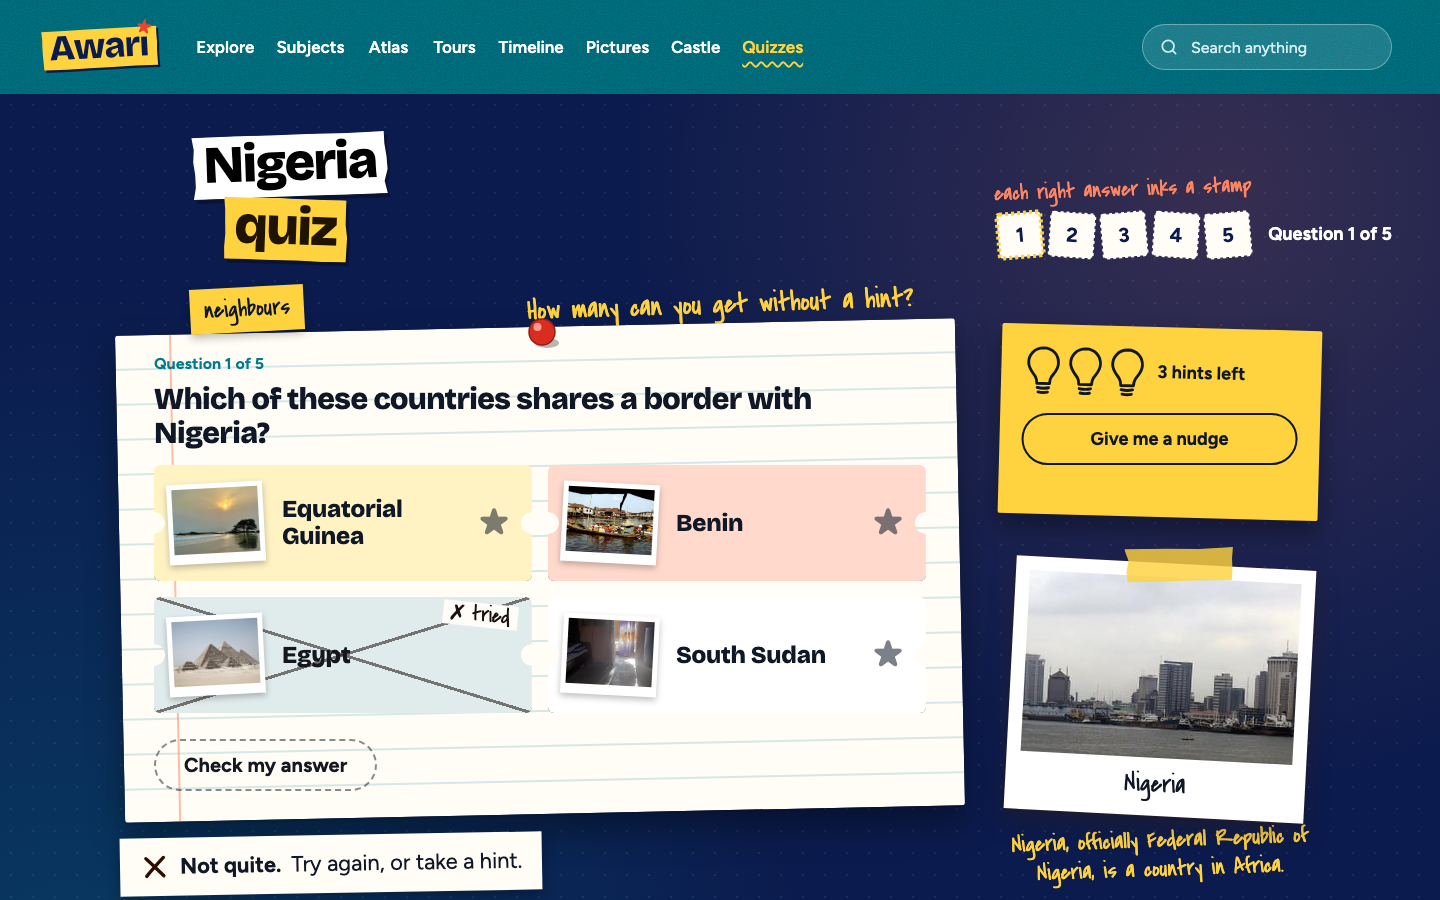 Awari
Explore Subjects Atlas Tours Timeline Pictures Castle Quizzes
Search anything
Nigeria
quiz
each right answer inks a stamp
1 2 3 4 5 Question 1 of 5
neighbours
How many can you get without a hint?
Question 1 of 5
Which of these countries shares a border with
Nigeria?
Equatorial
Guinea
Benin
✗ tried
Egypt
South Sudan
Check my answer
Not quite. Try again, or take a hint.
3 hints left
Give me a nudge
Nigeria
Nigeria, officially Federal Republic of
Nigeria, is a country in Africa.